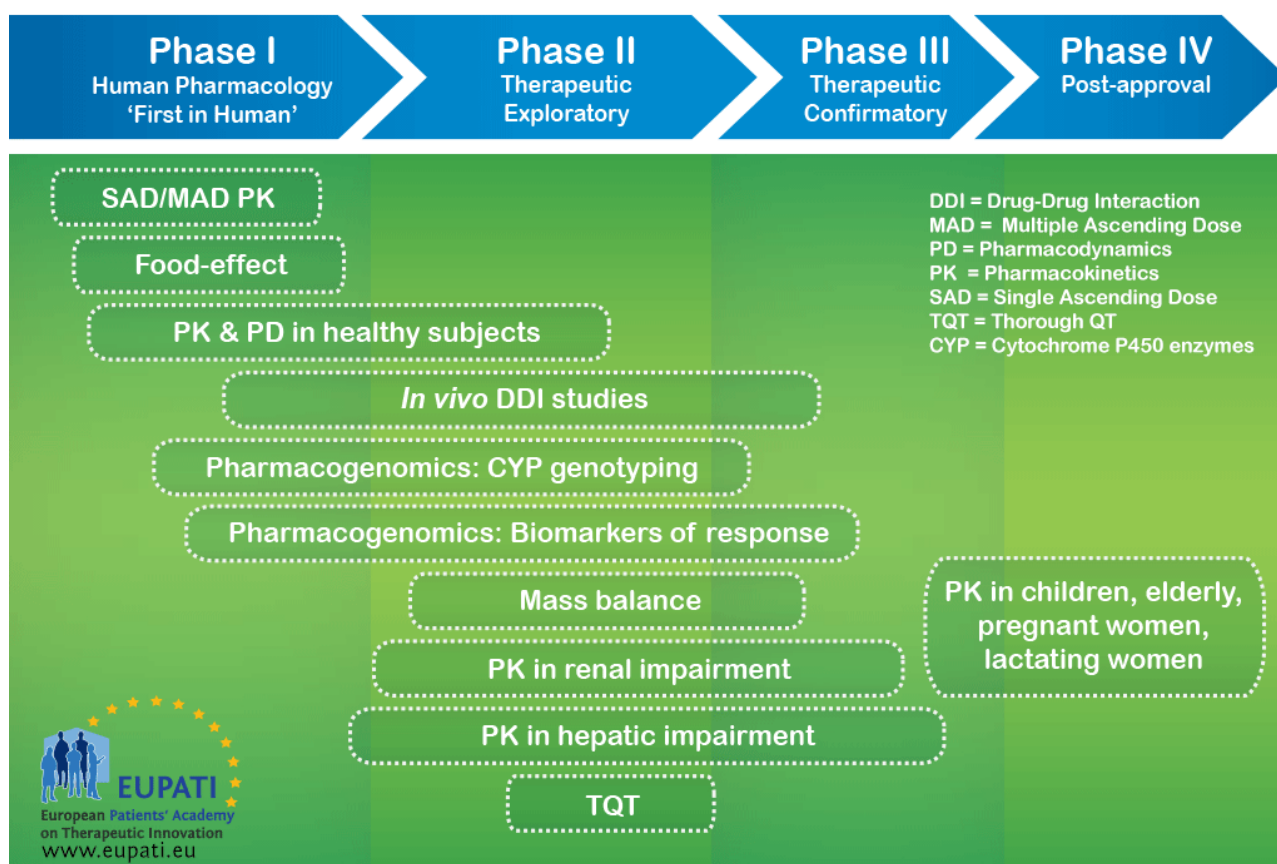 Phase I
Human Pharmacology
'First in Human'
Phase II
Therapeutic
Exploratory
Phase III
Therapeutic
Confirmatory
Phase IV
Post-approval
SAD/MAD PK
Food-effect
PK & PD in healthy subjects
In vivo DDI studies
Pharmacogenomics: CYP genotyping
Pharmacogenomics: Biomarkers of response
Mass balance
PK in renal impairment
PK in hepatic impairment
TQT
PK in children, elderly,
pregnant women,
lactating women
DDI = Drug-Drug Interaction
MAD = Multiple Ascending Dose
PD = Pharmacodynamics
PK = Pharmacokinetics
SAD = Single Ascending Dose
TQT = Thorough QT
CYP = Cytochrome P450 enzymes
EUPATI
European Patients' Academy
on Therapeutic Innovation
www.eupati.eu